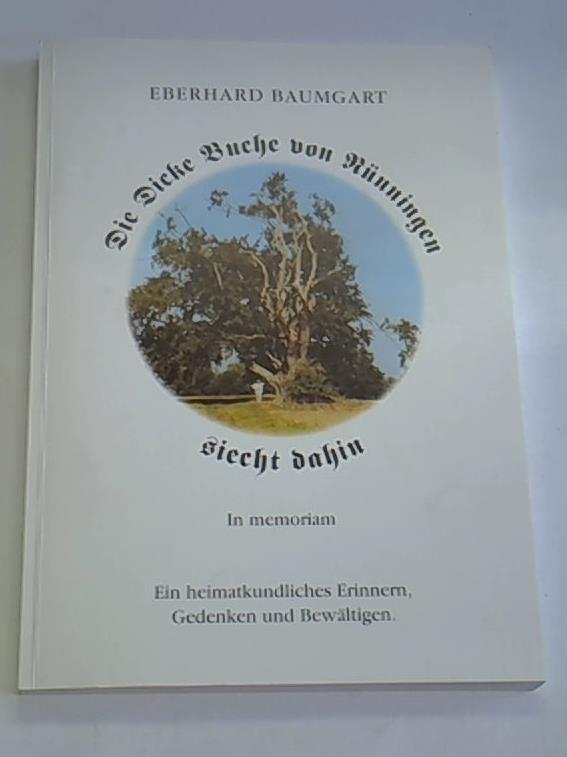 EBERHARD BAUMGART
Die Dicke Buche von Rünningen
siecht dahin
In memoriam
Ein heimatkundliches Erinnern,
Gedenken und Bewältigen.